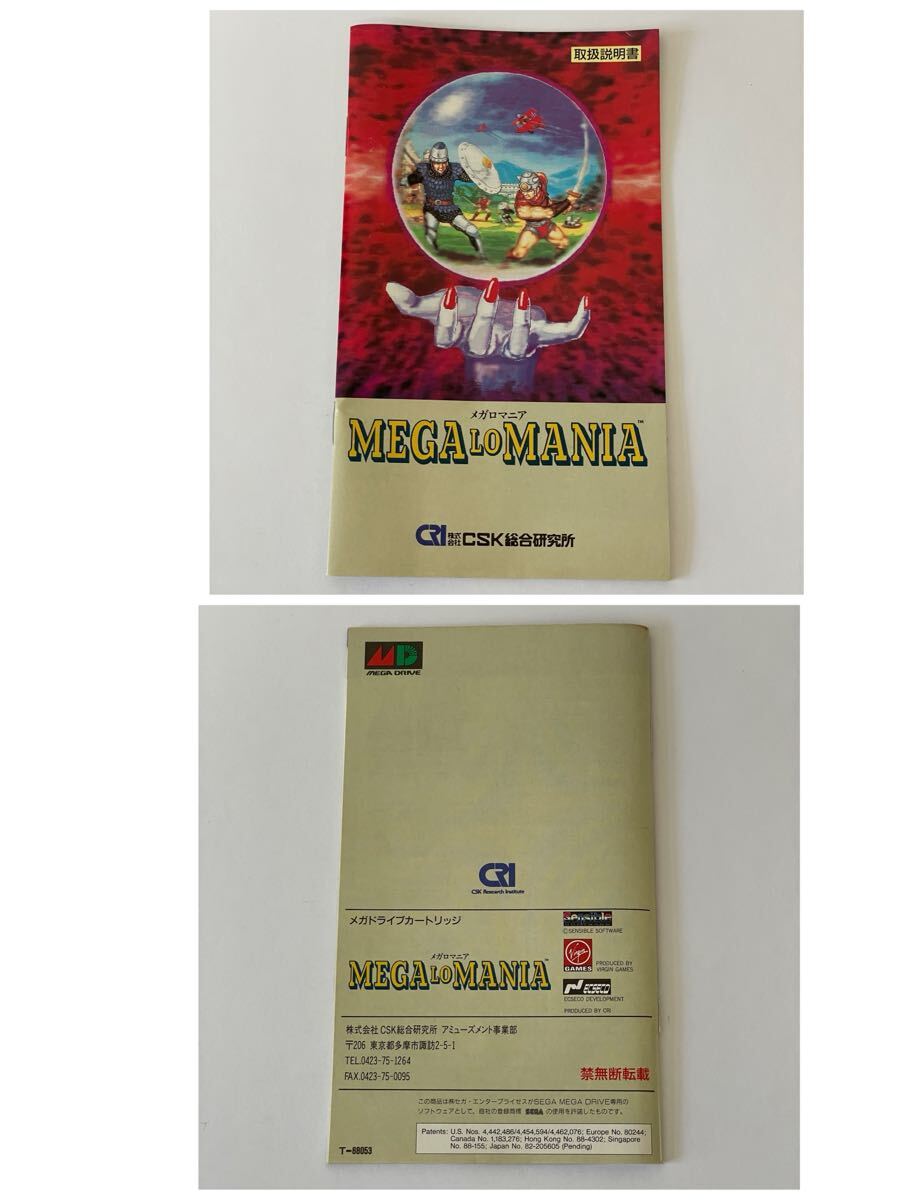 取扱説明書
メガロマニア
MEGALOMANIA™
CRI 株式会社 CSK 総合研究所
MD
MEGA DRIVE
CRI
CSK Research Institute
メガドライブカートリッジ
sensible
©SENSIBLE SOFTWARE
メガロマニア
MEGALOMANIA™
Virgin
GAMES
PRODUCED BY
VIRGIN GAMES
ECSECO
ECSECO DEVELOPMENT
PRODUCED BY CRI
株式会社 CSK総合研究所 アミューズメント事業部
〒206 東京都多摩市諏訪2-5-1
TEL.0423-75-1264
FAX.0423-75-0095
禁無断転載
この商品は㈱セガ・エンタープライゼスがSEGA MEGA DRIVE専用の
ソフトウェアとして、自社の登録商標 SEGA の使用を許諾したものです。
Patents: U.S. Nos. 4,442,486/4,454,594/4,462,076; Europe No. 80244;
Canada No. 1,183,276; Hong Kong No. 88-4302; Singapore
No. 88-155; Japan No. 82-205605 (Pending)
T-68053